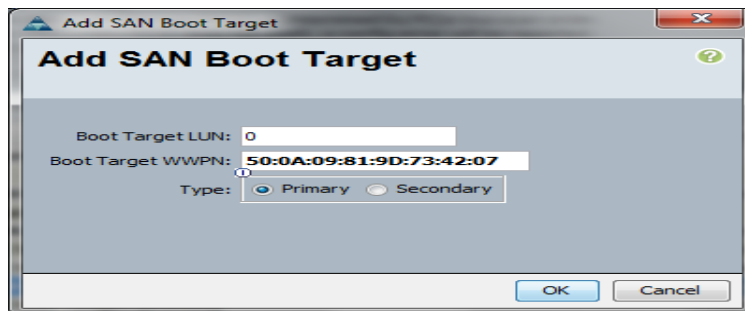 Add SAN Boot Target
Add SAN Boot Target
Boot Target LUN: 0
Boot Target WWPN: 50:0A:09:81:9D:73:42:07
Type: Primary Secondary
OK Cancel